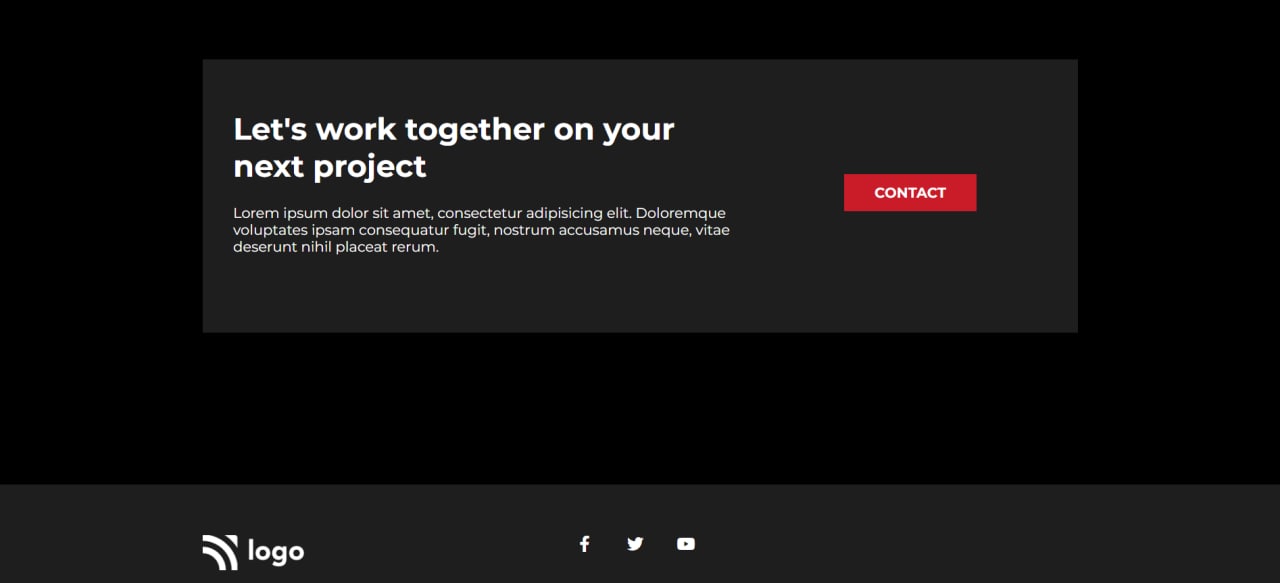 Let's work together on your
next project
Lorem ipsum dolor sit amet, consectetur adipisicing elit. Doloremque
voluptates ipsam consequatur fugit, nostrum accusamus neque, vitae
deserunt nihil placeat rerum.
CONTACT
logo